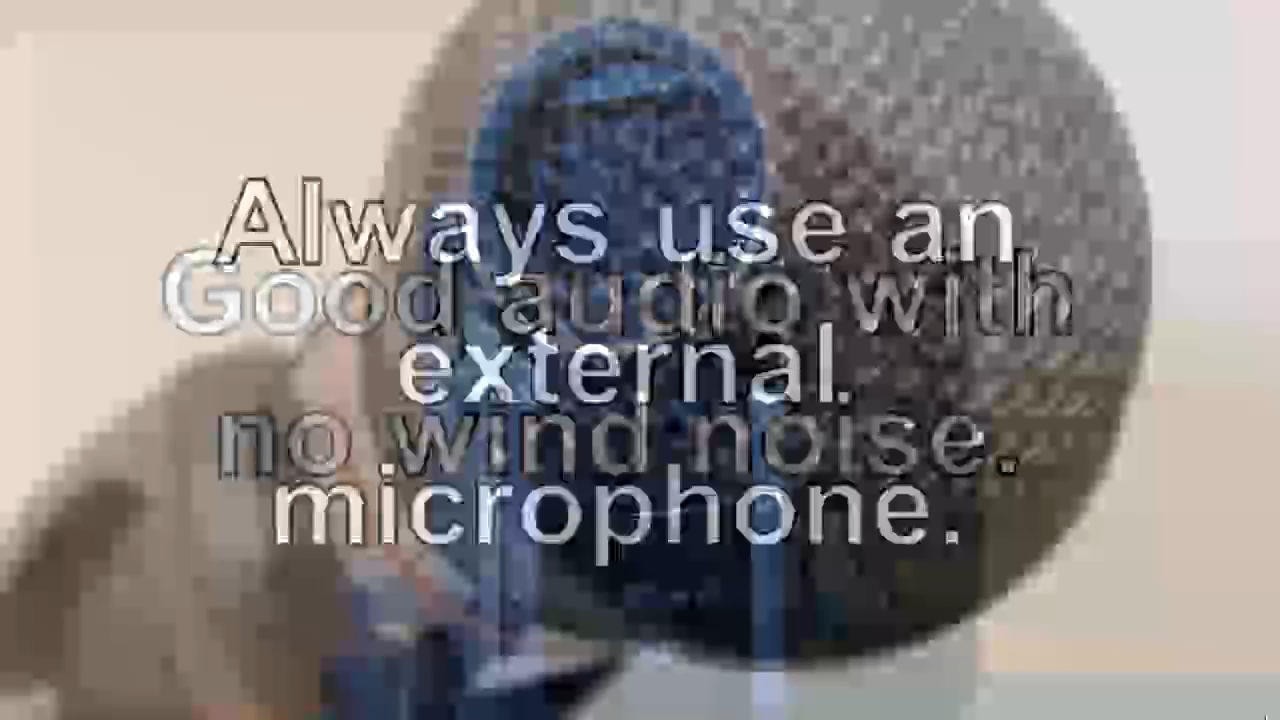 Always use an
external
microphone.
Good audio with
no wind noise.